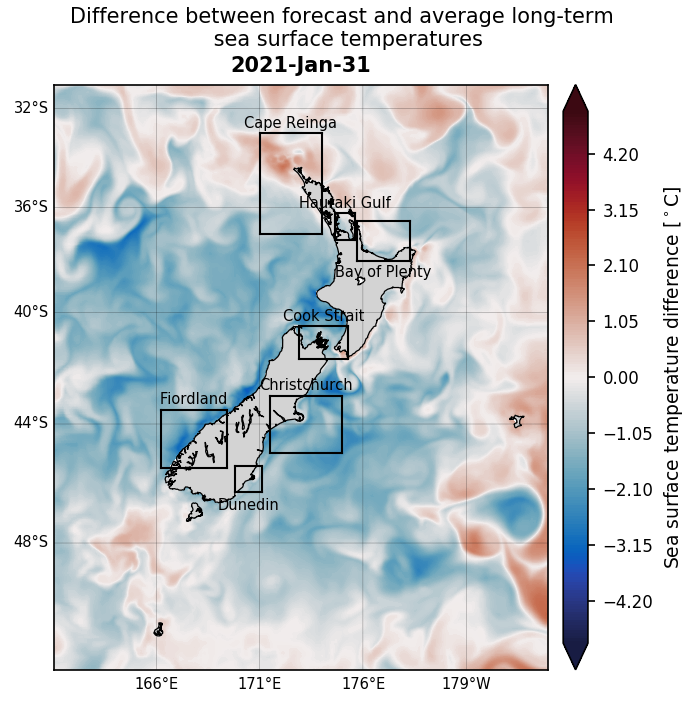 Difference between forecast and average long-term
sea surface temperatures
2021-Jan-31
32°S
36°S
40°S
44°S
48°S
Cape Reinga
Hauraki Gulf
Bay of Plenty
Cook Strait
Christchurch
Fiordland
Dunedin
166°E
171°E
176°E
179°W
4.20
3.15
2.10
1.05
0.00
−1.05
−2.10
−3.15
−4.20
Sea surface temperature difference [°C]